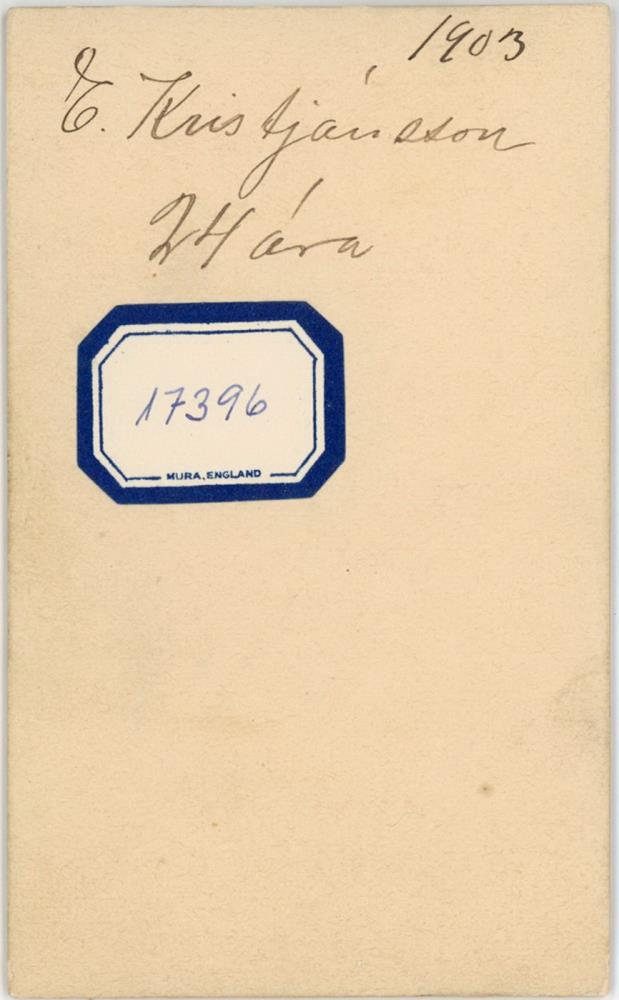 1903
E. Kristjánsson
24 ára
17396
MURA, ENGLAND